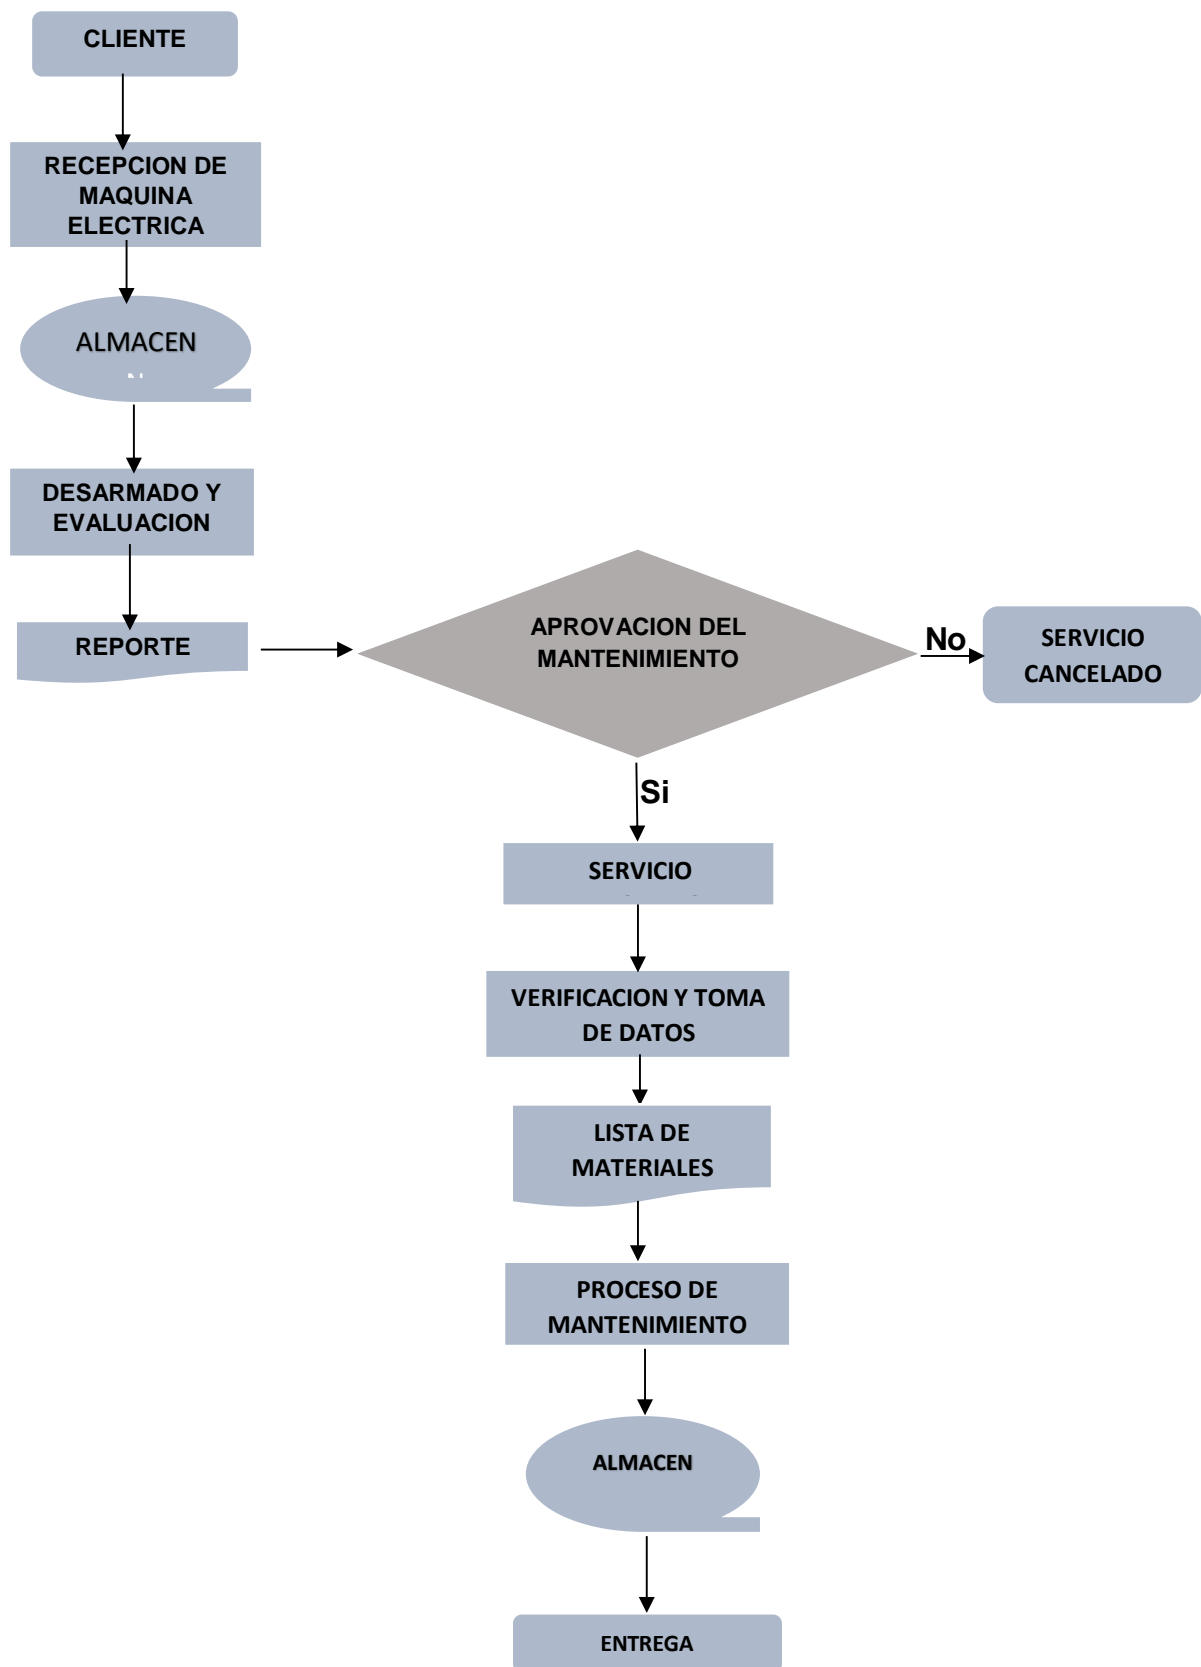 CLIENTE
RECEPCION DE
MAQUINA
ELECTRICA
ALMACEN
DESARMADO Y
EVALUACION
REPORTE
APROVACION DEL
MANTENIMIENTO
No
SERVICIO
CANCELADO
Si
SERVICIO
VERIFICACION Y TOMA
DE DATOS
LISTA DE
MATERIALES
PROCESO DE
MANTENIMIENTO
ALMACEN
ENTREGA